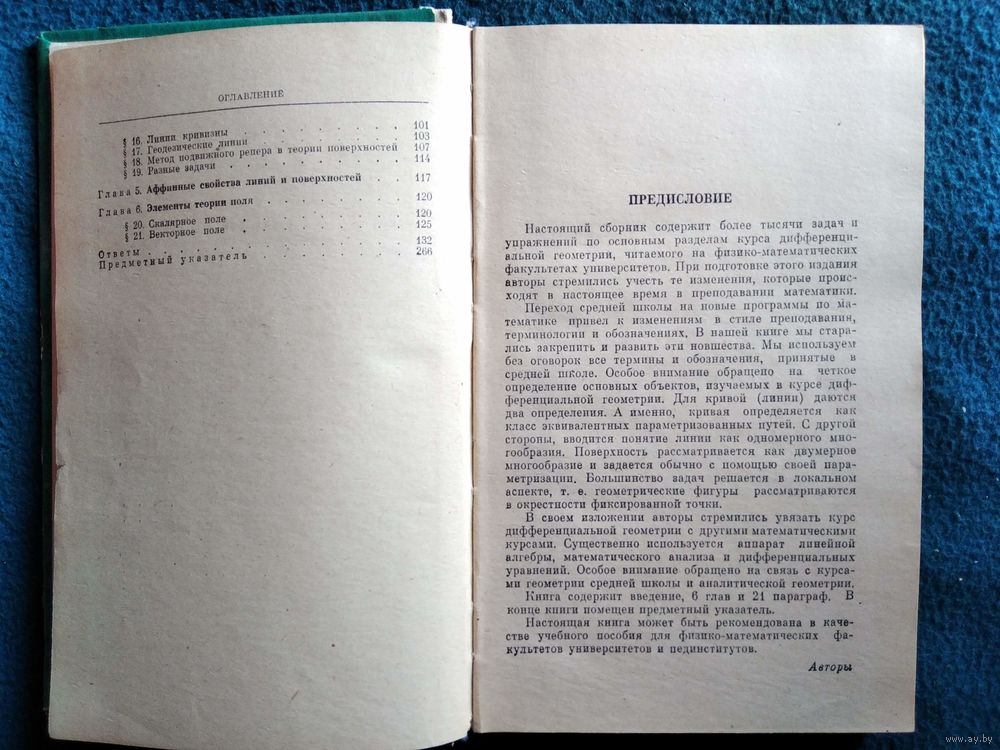 ОГЛАВЛЕНИЕ
§ 16. Линии кривизны . . . . . . . . . 101
§ 17. Геодезические линии . . . . . . . . 103
§ 18. Метод подвижного репера в теории поверхностей 107
§ 19. Разные задачи . . . . . . . . . . 114
Глава 5. Аффинные свойства линий и поверхностей . . 117
Глава 6. Элементы теории поля . . . . . . . 120
§ 20. Скалярное поле . . . . . . . . . 120
§ 21. Векторное поле . . . . . . . . . 125
Ответы . . . . . . . . . . . . . 132
Предметный указатель . . . . . . . . . 266
ПРЕДИСЛОВИЕ
Настоящий сборник содержит более тысячи задач и
упражнений по основным разделам курса дифференци-
альной геометрии, читаемого на физико-математических
факультетах университетов. При подготовке этого издания
авторы стремились учесть те изменения, которые проис-
ходят в настоящее время в преподавании математики.
Переход средней школы на новые программы по ма-
тематике привел к изменениям в стиле преподавания,
терминологии и обозначениях. В нашей книге мы стара-
лись закрепить и развить эти новшества. Мы используем
без оговорок все термины и обозначения, принятые в
средней школе. Особое внимание обращено на четкое
определение основных объектов, изучаемых в курсе диф-
ференциальной геометрии. Для кривой (линии) даются
два определения. А именно, кривая определяется как
класс эквивалентных параметризованных путей. С другой
стороны, вводится понятие линии как одномерного мно-
гообразия. Поверхность рассматривается как двумерное
многообразие и задается обычно с помощью своей пара-
метризации. Большинство задач решается в локальном
аспекте, т. е. геометрические фигуры рассматриваются
в окрестности фиксированной точки.
В своем изложении авторы стремились увязать курс
дифференциальной геометрии с другими математическими
курсами. Существенно используется аппарат линейной
алгебры, математического анализа и дифференциальных
уравнений. Особое внимание обращено на связь с курса-
ми геометрии средней школы и аналитической геометрии.
Книга содержит введение, 6 глав и 21 параграф. В
конце книги помещен предметный указатель.
Настоящая книга может быть рекомендована в каче-
стве учебного пособия для физико-математических фа-
культетов университетов и пединститутов.
Авторы
www.ay.by